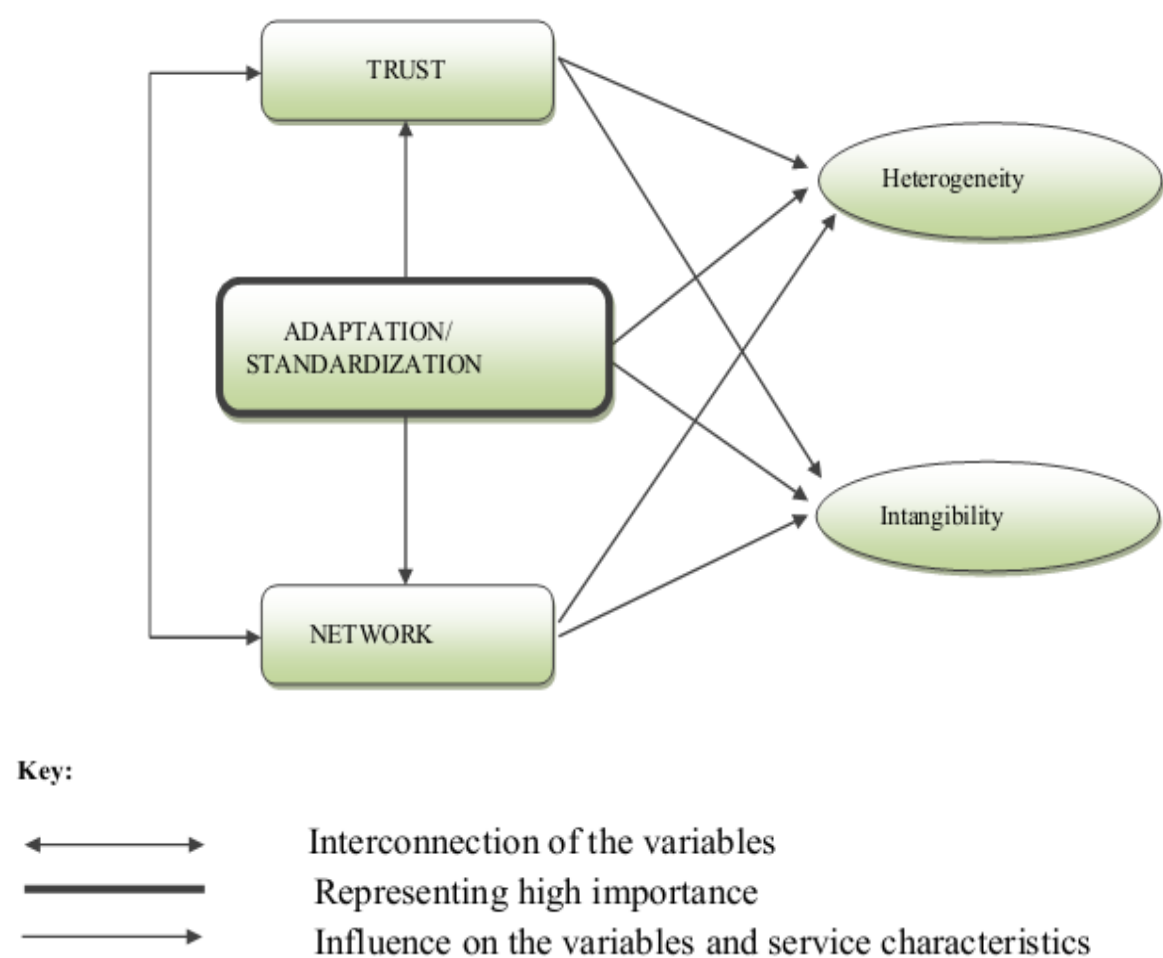 TRUST
Heterogeneity
ADAPTATION/
STANDARDIZATION
Intangibility
NETWORK
Key:
Interconnection of the variables
Representing high importance
Influence on the variables and service characteristics